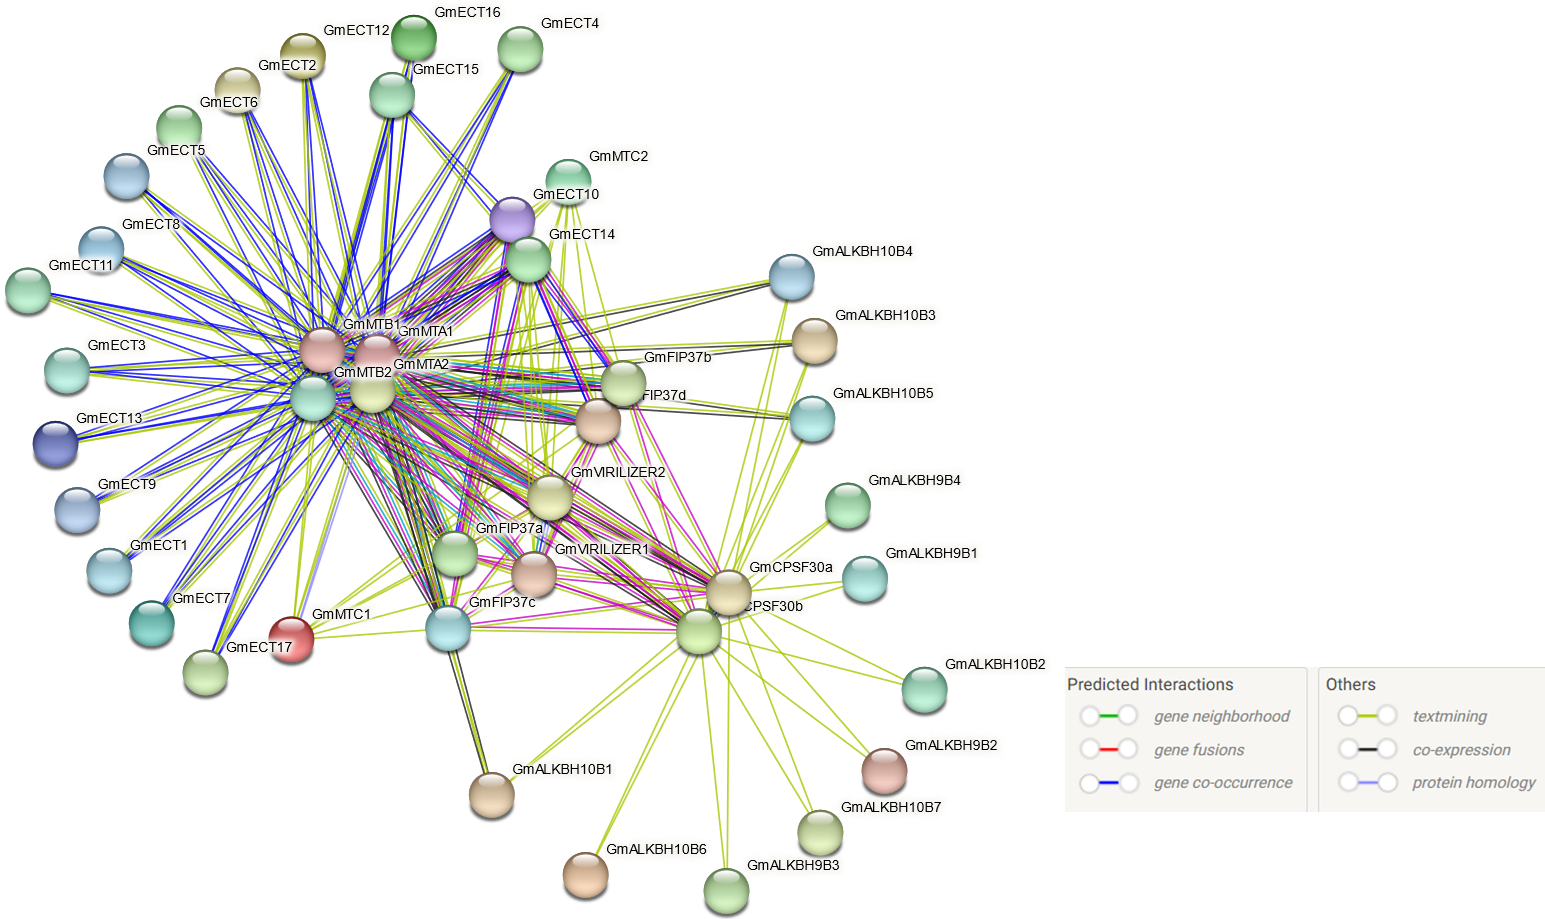 GmECT16
GmECT4
GmECT12
GmECT2
GmECT15
GmECT6
GmECT5
GmMTC2
GmECT10
GmECT8
GmECT14
GmALKBH10B4
GmECT11
GmALKBH10B3
GmMTB1
GmMTA1
GmECT3
GmFIP37b
GmMTA2
GmMTB2
FIP37d
GmALKBH10B5
GmECT13
GmVIRILIZER2
GmALKBH9B4
GmECT9
GmFIP37a
GmECT1
GmVIRILIZER1
GmALKBH9B1
GmCPSF30a
GmECT7
GmFIP37c
CPSF30b
GmMTC1
GmECT17
GmALKBH10B2
GmALKBH9B2
GmALKBH10B1
GmALKBH10B7
GmALKBH10B6
GmALKBH9B3
Predicted Interactions
gene neighborhood
gene fusions
gene co-occurrence
Others
textmining
co-expression
protein homology